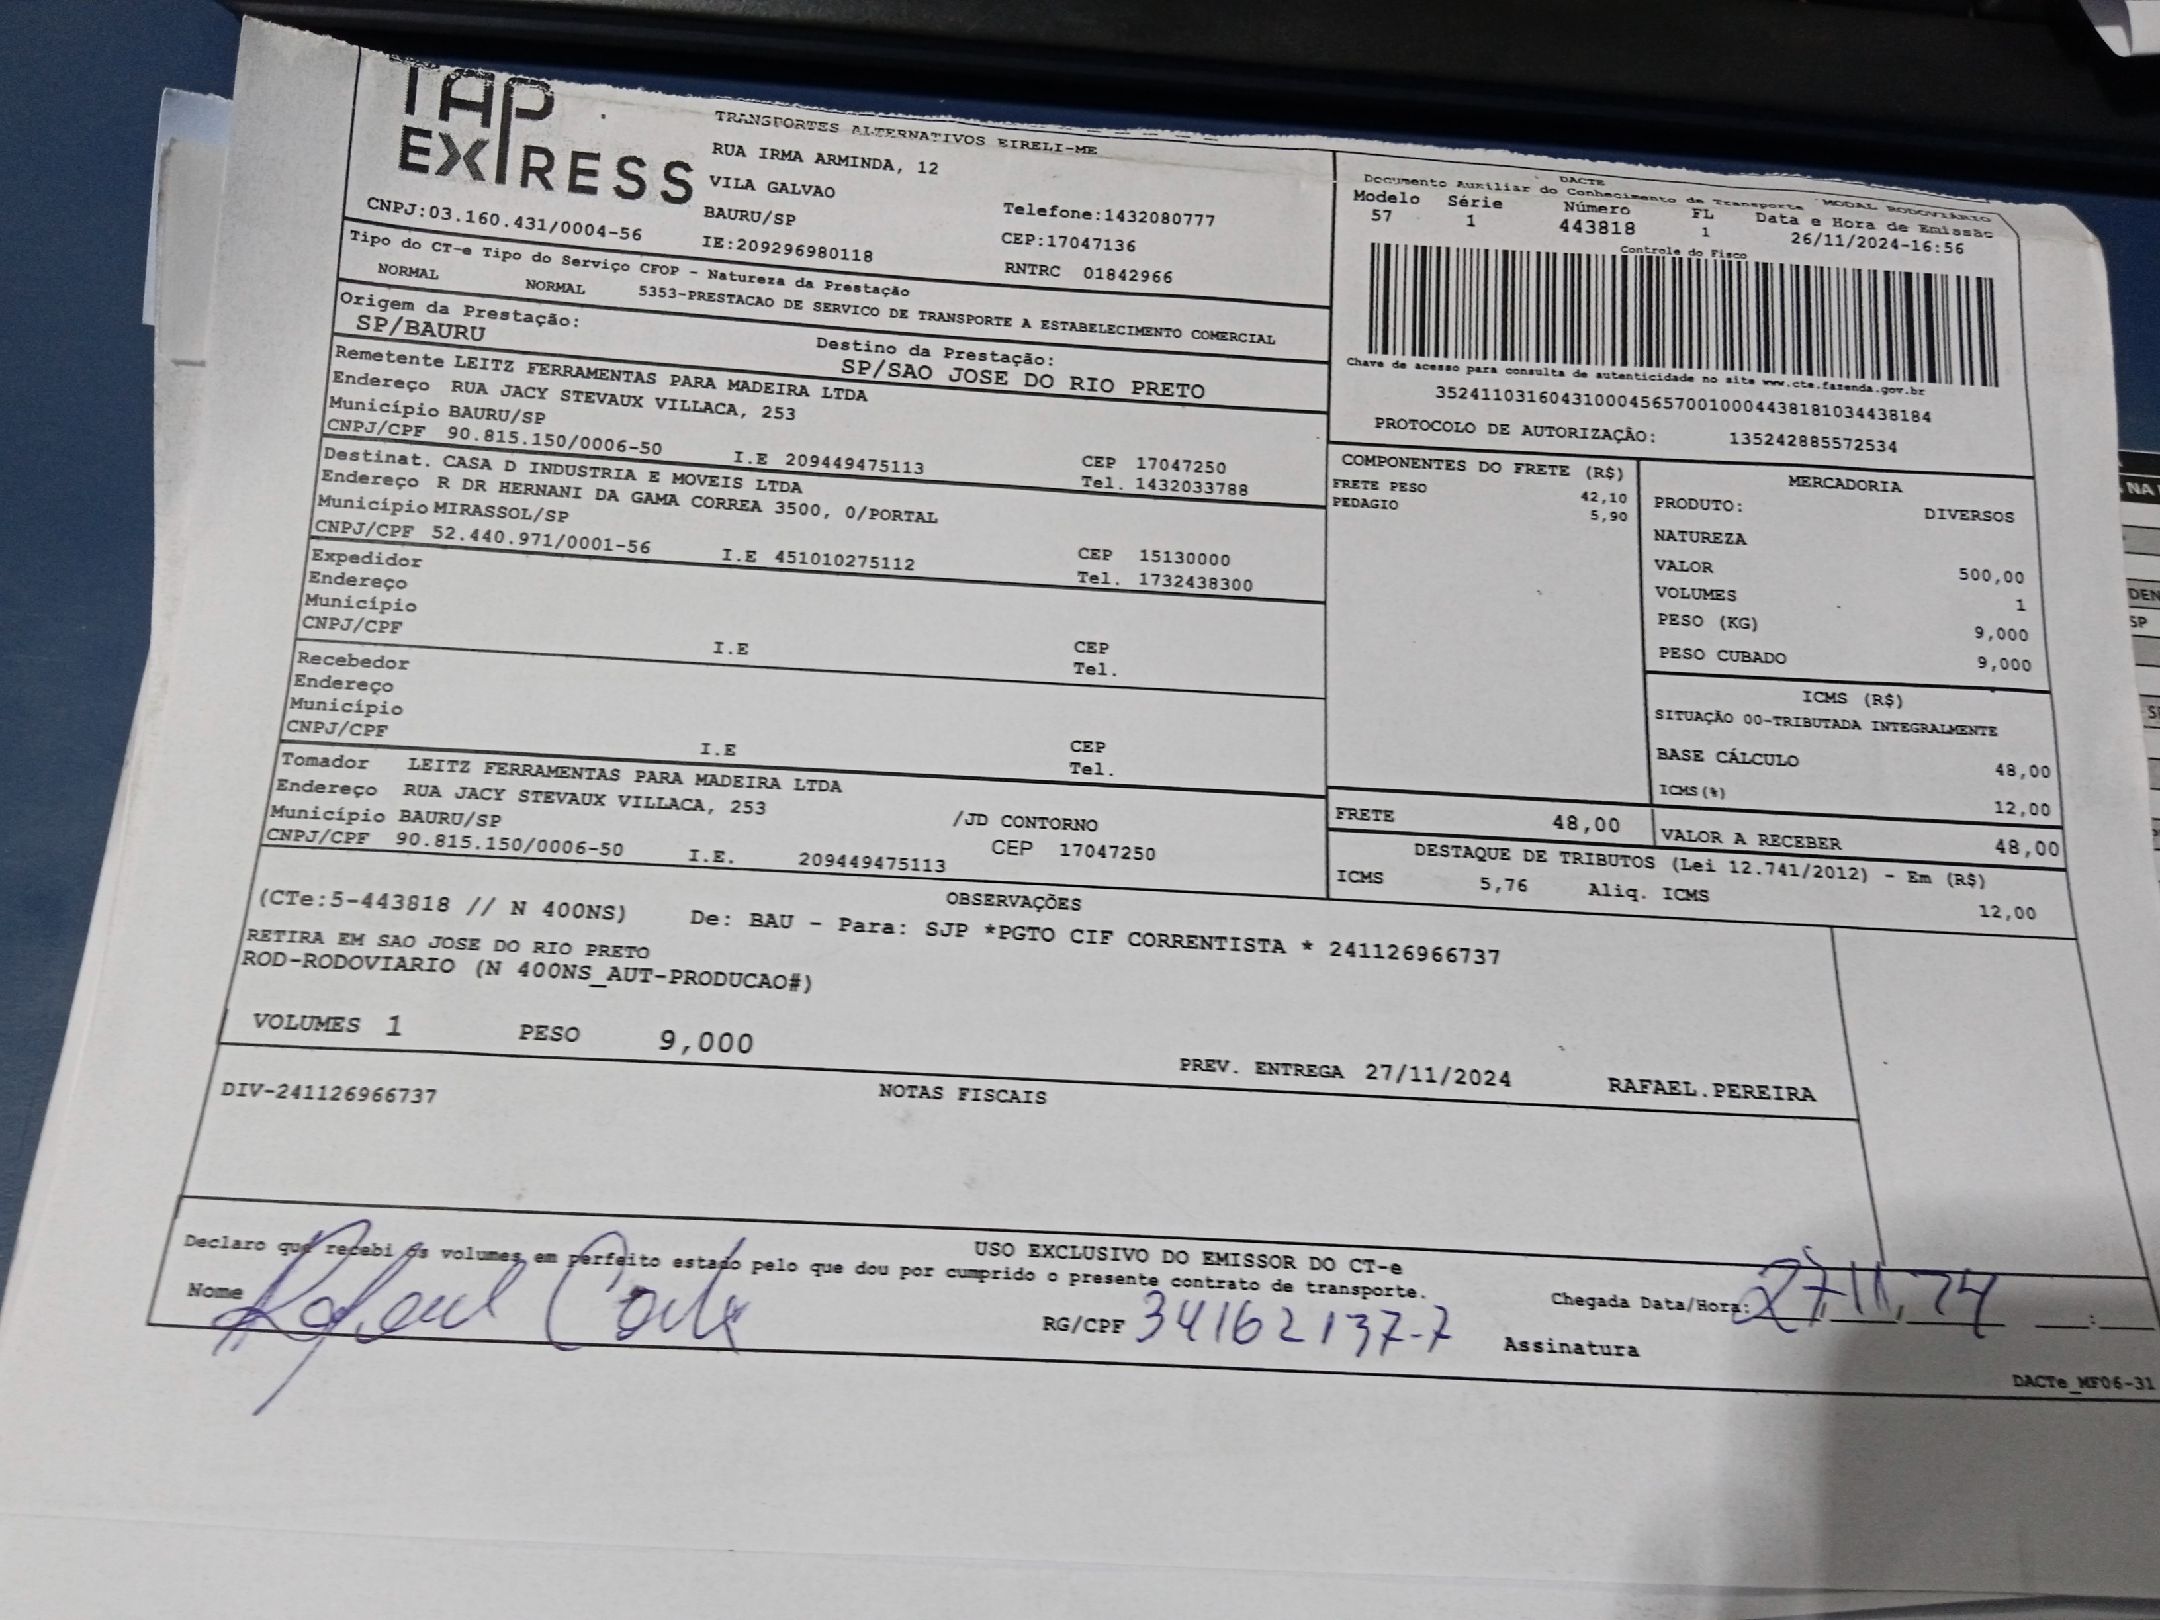 TAP
EXPRESS
TRANSPORTES ALTERNATIVOS EIRELI-ME
RUA IRMA ARMINDA, 12
VILA GALVAO
BAURU/SP Telefone:1432080777
CNPJ:03.160.431/0004-56 IE:209296980118 CEP:17047136
RNTRC 01842966
DACTE
Documento Auxiliar do Conhecimento de Transporte MODAL RODOVIÁRIO
Modelo Série Número FL Data e Hora de Emissão
57 1 443818 1 26/11/2024-16:56
Controle do Fisco
Chave de acesso para consulta de autenticidade no site www.cte.fazenda.gov.br
35241103160431000456570010004438181034438184
PROTOCOLO DE AUTORIZAÇÃO: 135242885572534
Tipo do CT-e Tipo do Serviço CFOP - Natureza da Prestação
NORMAL NORMAL 5353-PRESTACAO DE SERVICO DE TRANSPORTE A ESTABELECIMENTO COMERCIAL
Origem da Prestação: Destino da Prestação:
SP/BAURU SP/SAO JOSE DO RIO PRETO
Remetente LEITZ FERRAMENTAS PARA MADEIRA LTDA
Endereço RUA JACY STEVAUX VILLACA, 253
Município BAURU/SP CEP 17047250
CNPJ/CPF 90.815.150/0006-50 I.E 209449475113 Tel. 1432033788
Destinat. CASA D INDUSTRIA E MOVEIS LTDA
Endereço R DR HERNANI DA GAMA CORREA 3500, 0/PORTAL
Município MIRASSOL/SP CEP 15130000
CNPJ/CPF 52.440.971/0001-56 I.E 451010275112 Tel. 1732438300
Expedidor
Endereço
Município CEP
CNPJ/CPF I.E Tel.
Recebedor
Endereço
Município CEP
CNPJ/CPF I.E Tel.
Tomador LEITZ FERRAMENTAS PARA MADEIRA LTDA
Endereço RUA JACY STEVAUX VILLACA, 253 /JD CONTORNO
Município BAURU/SP CEP 17047250
CNPJ/CPF 90.815.150/0006-50 I.E. 209449475113
COMPONENTES DO FRETE (R$)
FRETE PESO 42,10
PEDAGIO 5,90
MERCADORIA
PRODUTO: DIVERSOS
NATUREZA
VALOR 500,00
VOLUMES 1
PESO (KG) 9,000
PESO CUBADO 9,000
ICMS (R$)
SITUAÇÃO 00-TRIBUTADA INTEGRALMENTE
BASE CÁLCULO 48,00
ICMS(%) 12,00
FRETE 48,00 VALOR A RECEBER 48,00
DESTAQUE DE TRIBUTOS (Lei 12.741/2012) - Em (R$)
ICMS 5,76 Aliq. ICMS 12,00
OBSERVAÇÕES
(CTe:5-443818 // N 400NS) De: BAU - Para: SJP *PGTO CIF CORRENTISTA * 241126966737
RETIRA EM SAO JOSE DO RIO PRETO
ROD-RODOVIARIO (N 400NS_AUT-PRODUCAO#)
VOLUMES 1 PESO 9,000 PREV. ENTREGA 27/11/2024 RAFAEL.PEREIRA
NOTAS FISCAIS
DIV-241126966737
USO EXCLUSIVO DO EMISSOR DO CT-e
Declaro que recebi os volumes em perfeito estado pelo que dou por cumprido o presente contrato de transporte.
Nome Rafael RG/CPF 34162137-7 Assinatura
Chegada Data/Hora: 27, 11, 24 __:__
DACTe_MF06-31